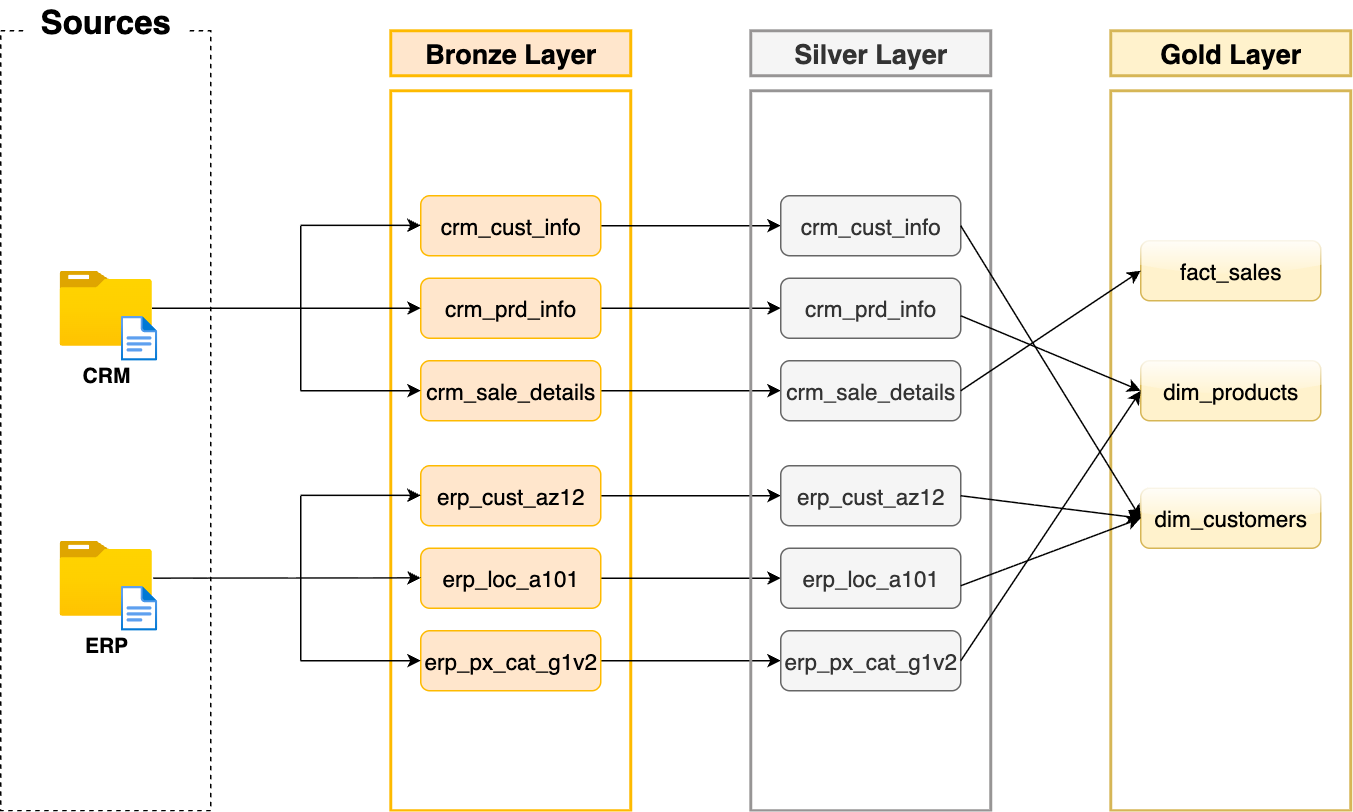 Sources
Bronze Layer
Silver Layer
Gold Layer
CRM
ERP
crm_cust_info
crm_prd_info
crm_sale_details
erp_cust_az12
erp_loc_a101
erp_px_cat_g1v2
crm_cust_info
crm_prd_info
crm_sale_details
erp_cust_az12
erp_loc_a101
erp_px_cat_g1v2
fact_sales
dim_products
dim_customers